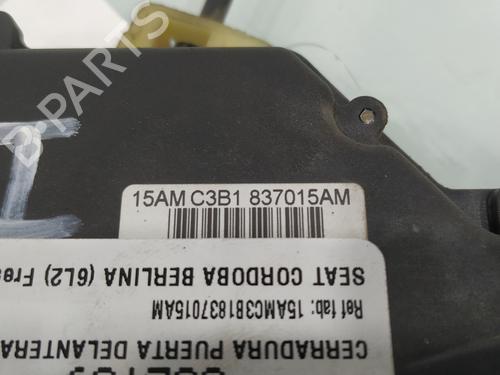 B-PARTS
15AM C3B1 837015AM
SEAT CORDOBA BERLINA (6L2)
Ref fab: 15AMC3B1837015AM
CERRADURA PUERTA DELANTERA